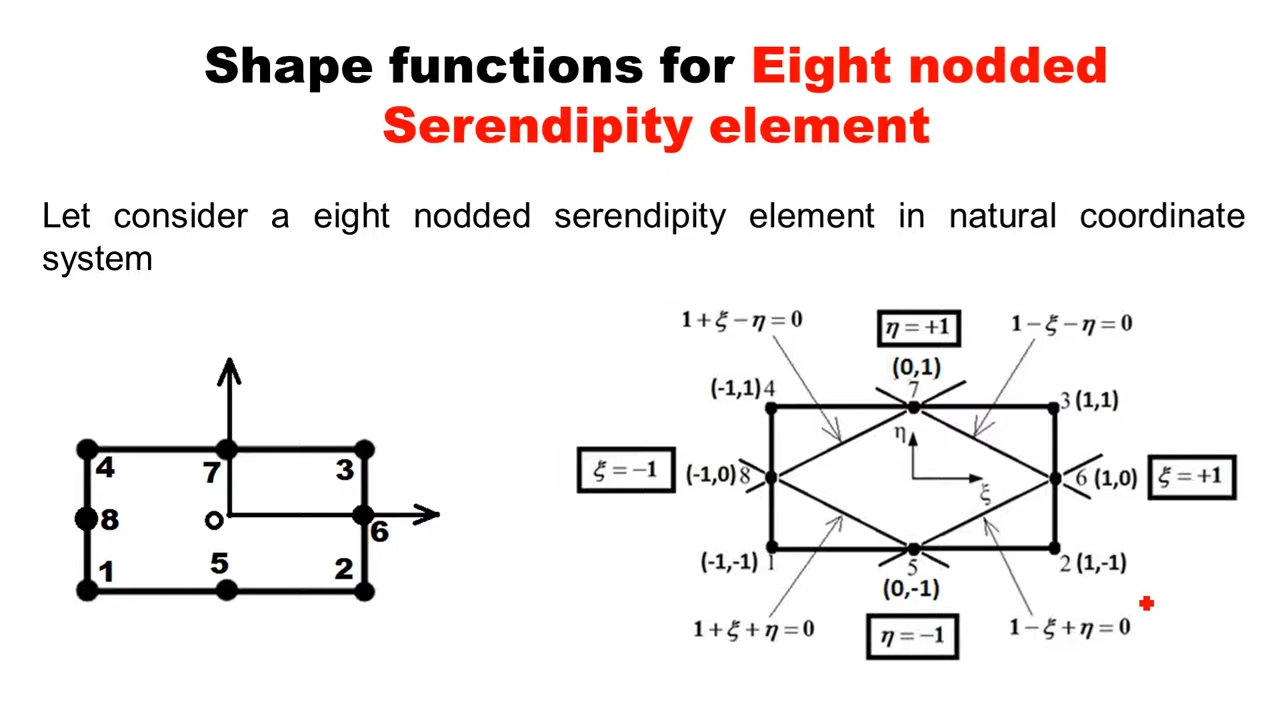 Shape functions for Eight nodded
Serendipity element
Let consider a eight nodded serendipity element in natural coordinate
system
4
7
3
8
6
1
5
2
1+ξ−η=0
η=+1
1−ξ−η=0
(0,1)
(-1,1) 4
7
3 (1,1)
η
ξ=−1
(-1,0) 8
ξ
6 (1,0)
ξ=+1
(-1,-1) 1
5
2 (1,-1)
(0,-1)
1+ξ+η=0
η=−1
1−ξ+η=0